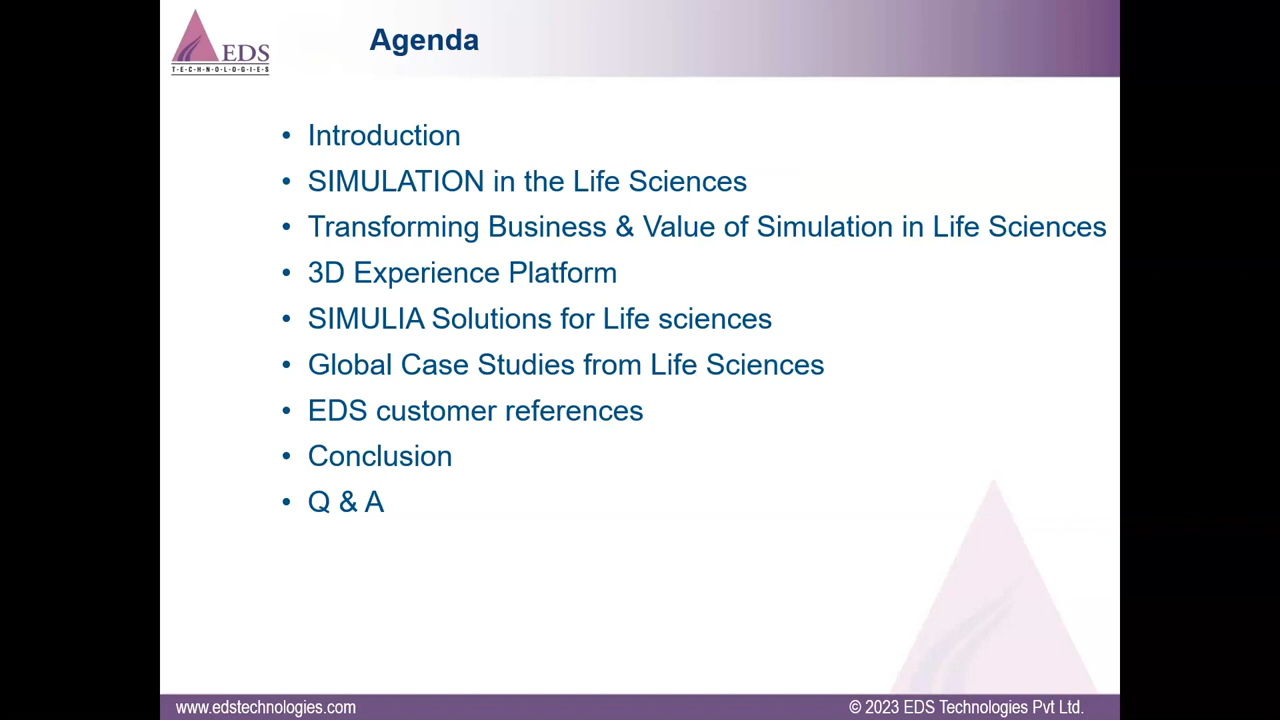 EDS
T·E·C·H·N·O·L·O·G·I·E·S
Agenda
• Introduction
• SIMULATION in the Life Sciences
• Transforming Business & Value of Simulation in Life Sciences
• 3D Experience Platform
• SIMULIA Solutions for Life sciences
• Global Case Studies from Life Sciences
• EDS customer references
• Conclusion
• Q & A
www.edstechnologies.com
© 2023 EDS Technologies Pvt Ltd.